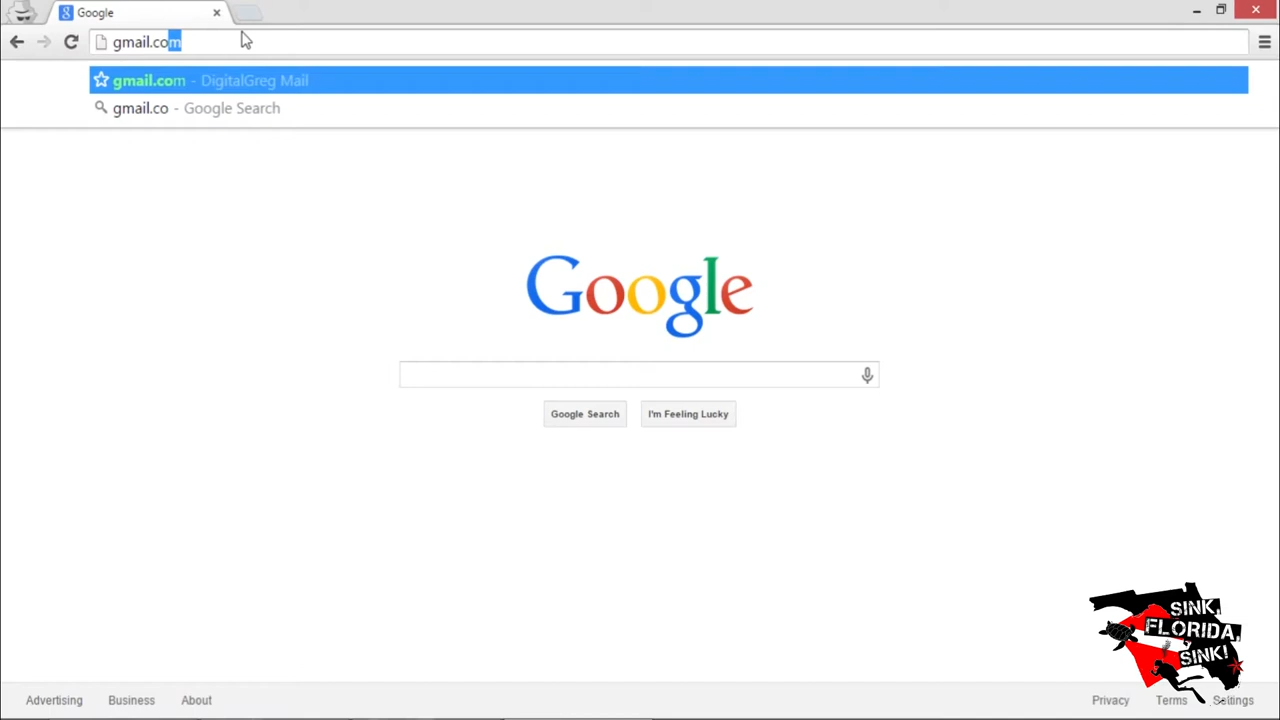 Google
gmail.com
gmail.com - DigitalGreg Mail
gmail.co - Google Search
Google
Google Search I'm Feeling Lucky
SINK,
FLORIDA,
SINK!
Advertising Business About Privacy Terms Settings